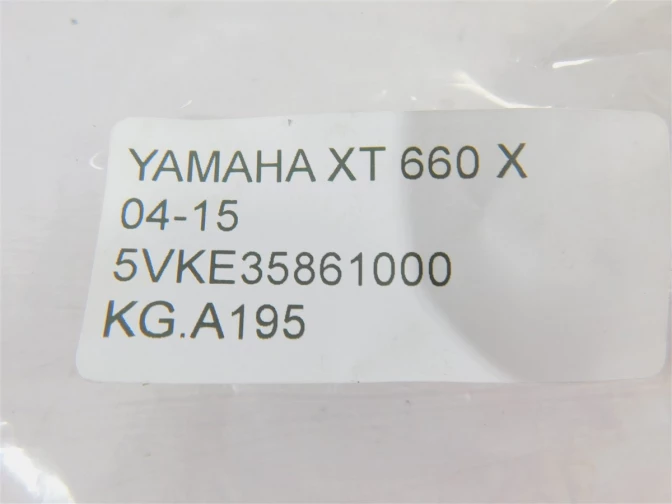 YAMAHA XT 660 X
04-15
5VKE35861000
KG.A195